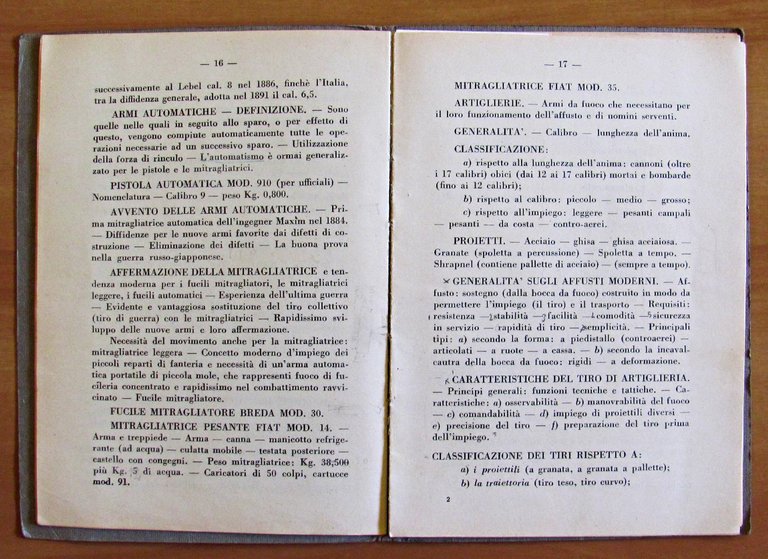 — 16 —
successivamente al Lebel cal. 8 nel 1886, finchè l'Italia,
tra la diffidenza generale, adotta nel 1891 il cal. 6,5.
ARMI AUTOMATICHE — DEFINIZIONE. — Sono
quelle nelle quali in seguito allo sparo, o per effetto di
questo, vengono compiute automaticamente tutte le ope-
razioni necessarie ad un successivo sparo. — Utilizzazione
della forza di rinculo — L'automatismo è ormai generaliz-
zato per le pistole e le mitragliatrici.
PISTOLA AUTOMATICA MOD. 910 (per ufficiali) —
Nomenclatura — Calibro 9 — peso Kg. 0,800.
AVVENTO DELLE ARMI AUTOMATICHE. — Pri-
ma mitragliatrice automatica dell'ingegner Maxim nel 1884.
— Diffidenze per le nuove armi favorite dai difetti di co-
struzione — Eliminazione dei difetti — La buona prova
nella guerra russo-giapponese.
AFFERMAZIONE DELLA MITRAGLIATRICE e ten-
denza moderna per i fucili mitragliatori, le mitragliatrici
leggere, i fucili automatici — Esperienza dell'ultima guerra
— Evidente e vantaggiosa sostituzione del tiro collettivo
(tiro di guerra) con le mitragliatrici — Rapidissimo svi-
luppo delle nuove armi e loro affermazione.
Necessità del movimento anche per la mitragliatrice:
mitragliatrice leggera — Concetto moderno d'impiego dei
piccoli reparti di fanteria e necessità di un'arma automa-
tica portatile di piccola mole, che rappresenti fuoco di fu-
cileria concentrato e rapidissimo nel combattimento ravvi-
cinato — Fucile mitragliatore.
FUCILE MITRAGLIATORE BREDA MOD. 30.
MITRAGLIATRICE PESANTE FIAT MOD. 14. —
Arma e treppiede — Arma — canna — manicotto refrige-
rante (ad acqua) — culatta mobile — testata posteriore —
castello con congegni. — Peso mitragliatrice: Kg. 38,500
più Kg. 5 di acqua. — Caricatori di 50 colpi, cartucce
mod. 91.
— 17 —
MITRAGLIATRICE FIAT MOD. 35.
ARTIGLIERIE. — Armi da fuoco che necessitano per
il loro funzionamento dell'affusto e di uomini serventi.
GENERALITA'. — Calibro — lunghezza dell'anima.
CLASSIFICAZIONE:
a) rispetto alla lunghezza dell'anima: cannoni (oltre
i 17 calibri) obici (dai 12 ai 17 calibri) mortai e bombarde
(fino ai 12 calibri);
b) rispetto al calibro: piccolo — medio — grosso;
c) rispetto all'impiego: leggere — pesanti campali
— pesanti — da costa — contro-aerei.
PROIETTI. — Acciaio — ghisa — ghisa acciaiosa. —
Granate (spoletta a percussione) — Spoletta a tempo. —
Shrapnel (contiene pallette di acciaio) — (sempre a tempo).
× GENERALITA' SUGLI AFFUSTI MODERNI. — Af-
fusto: sostegno (dalla bocca da fuoco) costruito in modo da
permettere l'impiego (il tiro) e il trasporto — Requisiti:
resistenza — stabilità — facilità — comodità — sicurezza
in servizio — rapidità di tiro — semplicità. — Principali
tipi: a) secondo la forma: a piedistallo (controaerei) —
articolati — a ruote — a cassa. — b) secondo la incaval-
cautra della bocca da fuoco: rigidi — a deformazione.
CARATTERISTICHE DEL TIRO DI ARTIGLIERIA.
— Principi generali: funzioni tecniche e tattiche. — Ca-
ratteristiche: a) osservabilità — b) manovrabilità del fuoco
— c) comandabilità — d) impiego di proiettili diversi —
e) precisione del tiro — f) preparazione del tiro prima
dell'impiego.
CLASSIFICAZIONE DEI TIRI RISPETTO A:
a) i proiettili (a granata, a granata a pallette);
b) la traiettoria (tiro teso, tiro curvo);
2